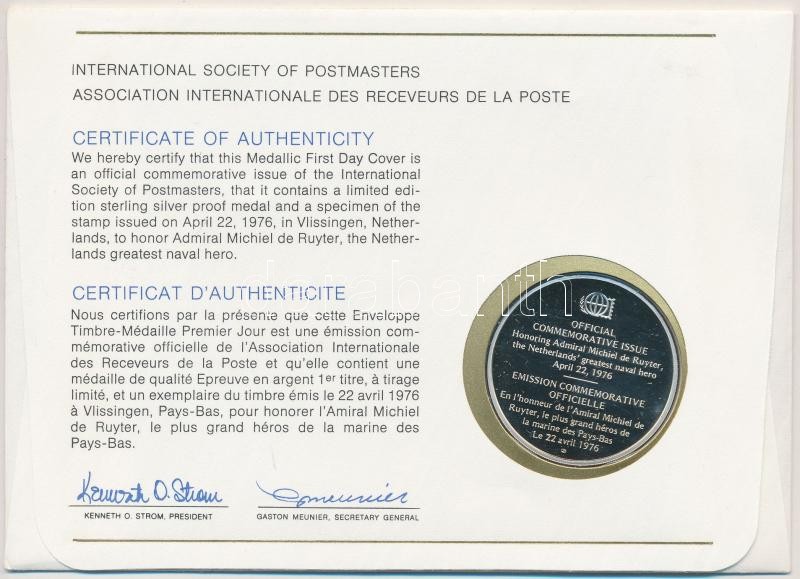 INTERNATIONAL SOCIETY OF POSTMASTERS
ASSOCIATION INTERNATIONALE DES RECEVEURS DE LA POSTE
CERTIFICATE OF AUTHENTICITY
We hereby certify that this Medallic First Day Cover is
an official commemorative issue of the International
Society of Postmasters, that it contains a limited edi-
tion sterling silver proof medal and a specimen of the
stamp issued on April 22, 1976, in Vlissingen, Nether-
lands, to honor Admiral Michiel de Ruyter, the Nether-
lands greatest naval hero.
CERTIFICAT D'AUTHENTICITE
Nous certifions par la présente que cette Enveloppe
Timbre-Médaille Premier Jour est une émission com-
mémorative officielle de l'Association Internationale
des Receveurs de la Poste et qu'elle contient une
médaille de qualité Epreuve en argent 1er titre, à tirage
limité, et un exemplaire du timbre émis le 22 avril 1976
à Vlissingen, Pays-Bas, pour honorer l'Amiral Michiel
de Ruyter, le plus grand héros de la marine des
Pays-Bas.
Kenneth O. Strom
KENNETH O. STROM, PRESIDENT
G Meunier
GASTON MEUNIER, SECRETARY GENERAL
OFFICIAL
COMMEMORATIVE ISSUE
Honoring Admiral Michiel de Ruyter,
the Netherlands' greatest naval hero
April 22, 1976
EMISSION COMMEMORATIVE
OFFICIELLE
En l'honneur de l'Amiral Michiel de
Ruyter, le plus grand héros de
la marine des Pays-Bas
Le 22 avril 1976
darabanth